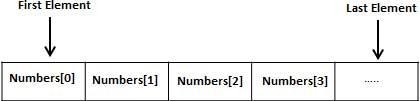 First Element
Last Element
Numbers[0]
Numbers[1]
Numbers[2]
Numbers[3]
.....